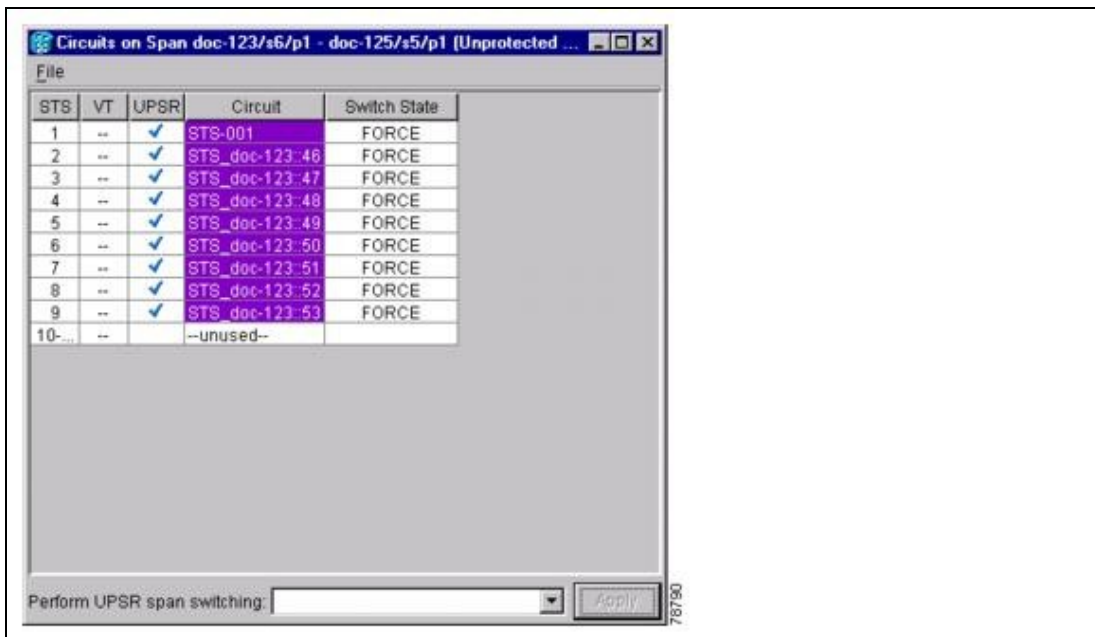 Circuits on Span doc-123/s6/p1 - doc-125/s5/p1 (Unprotected ...
File
STS VT UPSR Circuit Switch State
1 -- ✓ STS-001 FORCE
2 -- ✓ STS_doc-123::46 FORCE
3 -- ✓ STS_doc-123::47 FORCE
4 -- ✓ STS_doc-123::48 FORCE
5 -- ✓ STS_doc-123::49 FORCE
6 -- ✓ STS_doc-123::50 FORCE
7 -- ✓ STS_doc-123::51 FORCE
8 -- ✓ STS_doc-123::52 FORCE
9 -- ✓ STS_doc-123::53 FORCE
10-... -- --unused--
Perform UPSR span switching:
Apply
78790